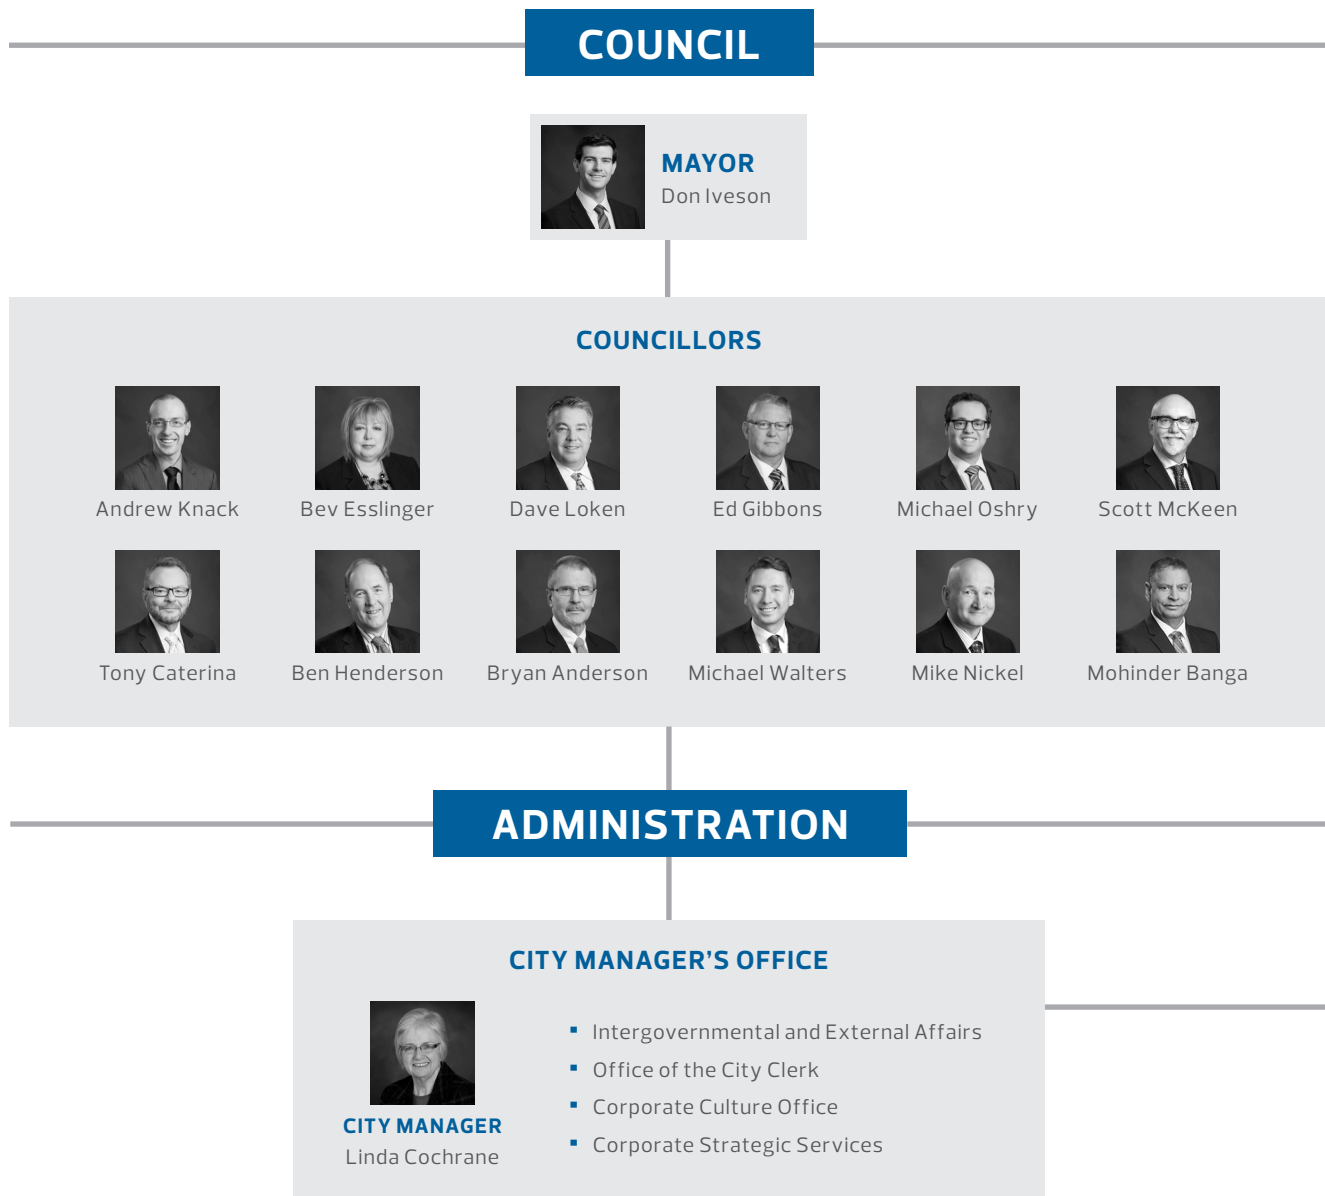 COUNCIL
MAYOR
Don Iveson
COUNCILLORS
Andrew Knack
Bev Esslinger
Dave Loken
Ed Gibbons
Michael Oshry
Scott McKeen
Tony Caterina
Ben Henderson
Bryan Anderson
Michael Walters
Mike Nickel
Mohinder Banga
ADMINISTRATION
CITY MANAGER'S OFFICE
CITY MANAGER
Linda Cochrane
▪ Intergovernmental and External Affairs
▪ Office of the City Clerk
▪ Corporate Culture Office
▪ Corporate Strategic Services